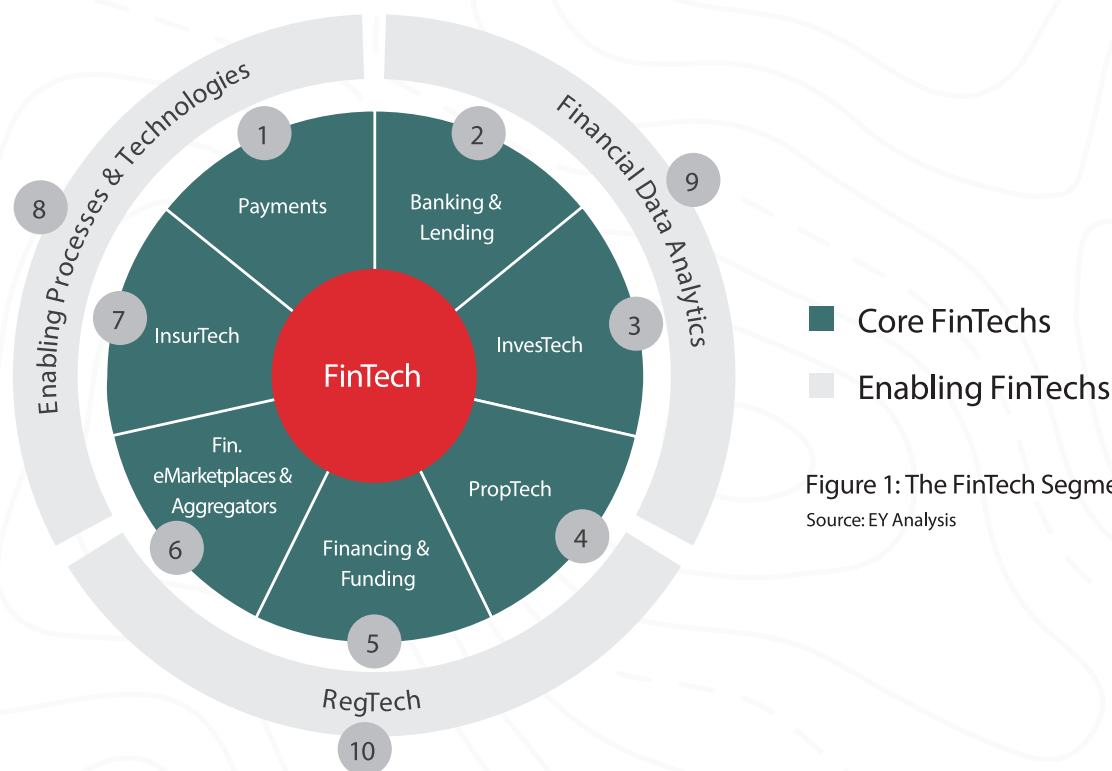 1
Payments
2
Banking &
Lending
3
InvesTech
4
PropTech
5
Financing &
Funding
6
Fin.
eMarketplaces &
Aggregators
7
InsurTech
FinTech
8
Enabling Processes & Technologies
9
Financial Data Analytics
10
RegTech
Core FinTechs
Enabling FinTechs
Figure 1: The FinTech Segme
Source: EY Analysis